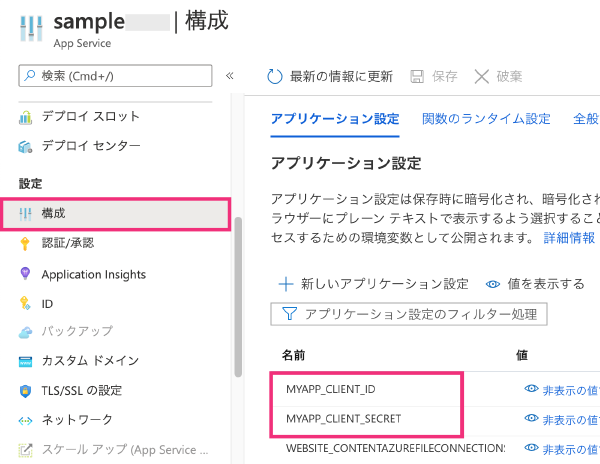 sample | 構成
App Service
検索 (Cmd+/)
«
最新の情報に更新
保存
破棄
デプロイ スロット
デプロイ センター
設定
構成
認証/承認
Application Insights
ID
バックアップ
カスタム ドメイン
TLS/SSL の設定
ネットワーク
スケール アップ (App Service ...
アプリケーション設定
関数のランタイム設定
全般
アプリケーション設定
アプリケーション設定は保存時に暗号化され、暗号化され
ラウザーにプレーン テキストで表示するよう選択すること
セスするための環境変数として公開されます。 詳細情報
新しいアプリケーション設定
値を表示する
アプリケーション設定のフィルター処理
名前
値
MYAPP_CLIENT_ID
非表示の値
MYAPP_CLIENT_SECRET
非表示の値
WEBSITE_CONTENTAZUREFILECONNECTIONS
非表示の値